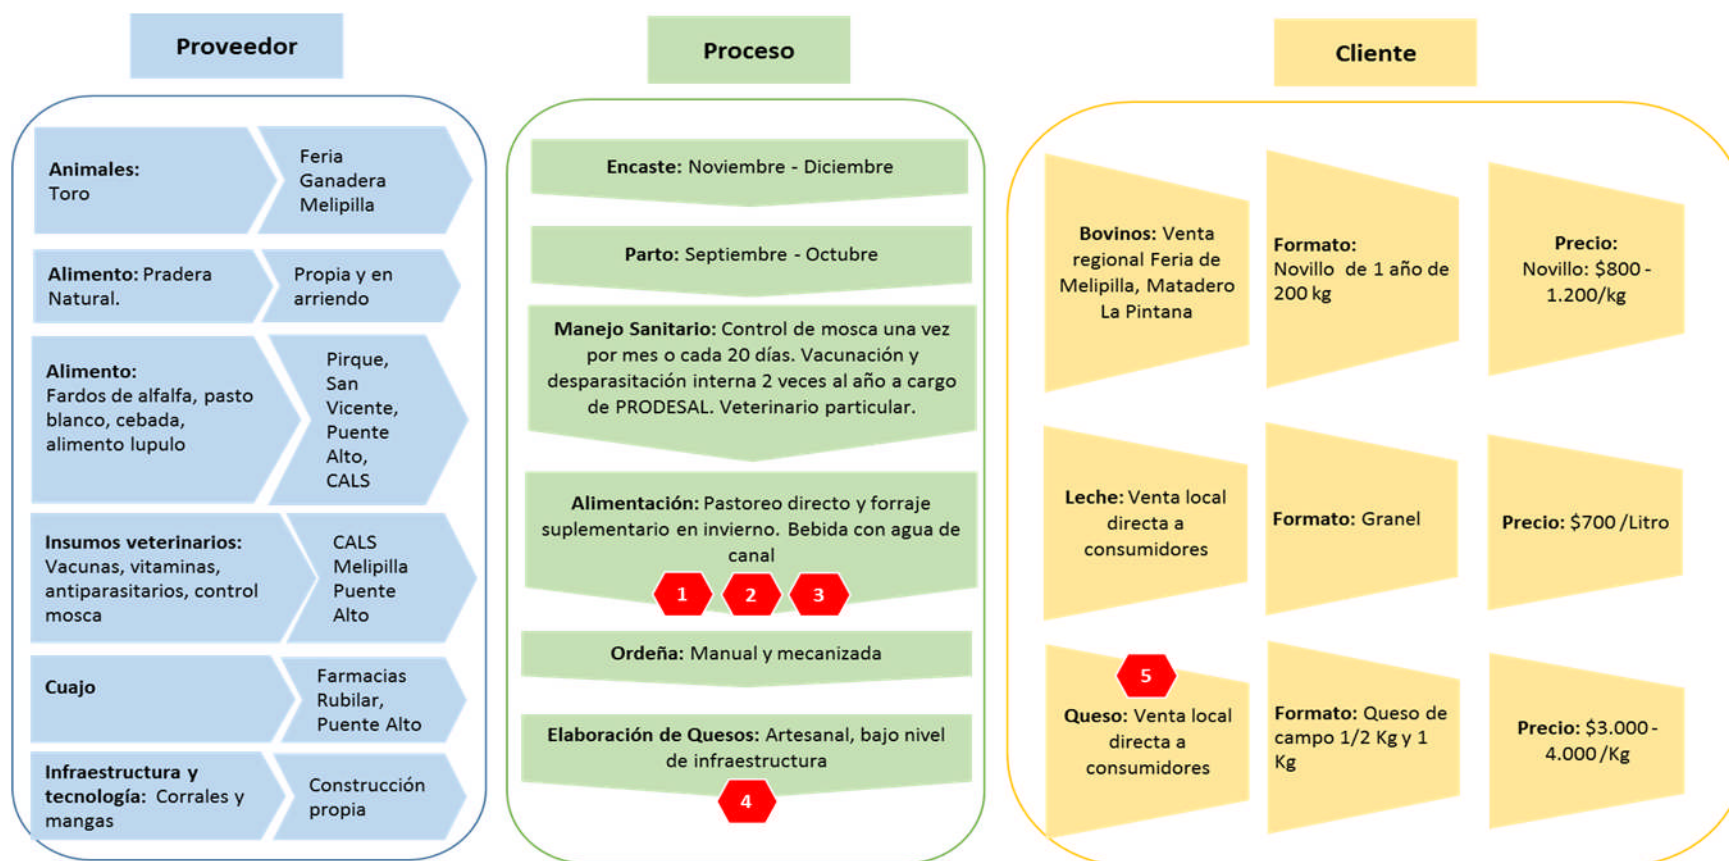 Proveedor
Animales:
Toro
Feria
Ganadera
Melipilla
Alimento: Pradera
Natural.
Propia y en
arriendo
Alimento:
Fardos de alfalfa, pasto
blanco, cebada,
alimento lupulo
Pirque,
San
Vicente,
Puente
Alto,
CALS
Insumos veterinarios:
Vacunas, vitaminas,
antiparasitarios, control
mosca
CALS
Melipilla
Puente
Alto
Cuajo
Farmacias
Rubilar,
Puente Alto
Infraestructura y
tecnología: Corrales y
mangas
Construcción
propia
Proceso
Encaste: Noviembre - Diciembre
Parto: Septiembre - Octubre
Manejo Sanitario: Control de mosca una vez
por mes o cada 20 días. Vacunación y
desparasitación interna 2 veces al año a cargo
de PRODESAL. Veterinario particular.
Alimentación: Pastoreo directo y forraje
suplementario en invierno. Bebida con agua de
canal
1 2 3
Ordeña: Manual y mecanizada
Elaboración de Quesos: Artesanal, bajo nivel
de infraestructura
4
Cliente
Bovinos: Venta
regional Feria de
Melipilla, Matadero
La Pintana
Formato:
Novillo de 1 año de
200 kg
Precio:
Novillo: $800 -
1.200/kg
Leche: Venta local
directa a
consumidores
Formato: Granel
Precio: $700 /Litro
5
Queso: Venta local
directa a
consumidores
Formato: Queso de
campo 1/2 Kg y 1
Kg
Precio: $3.000 -
4.000 /Kg